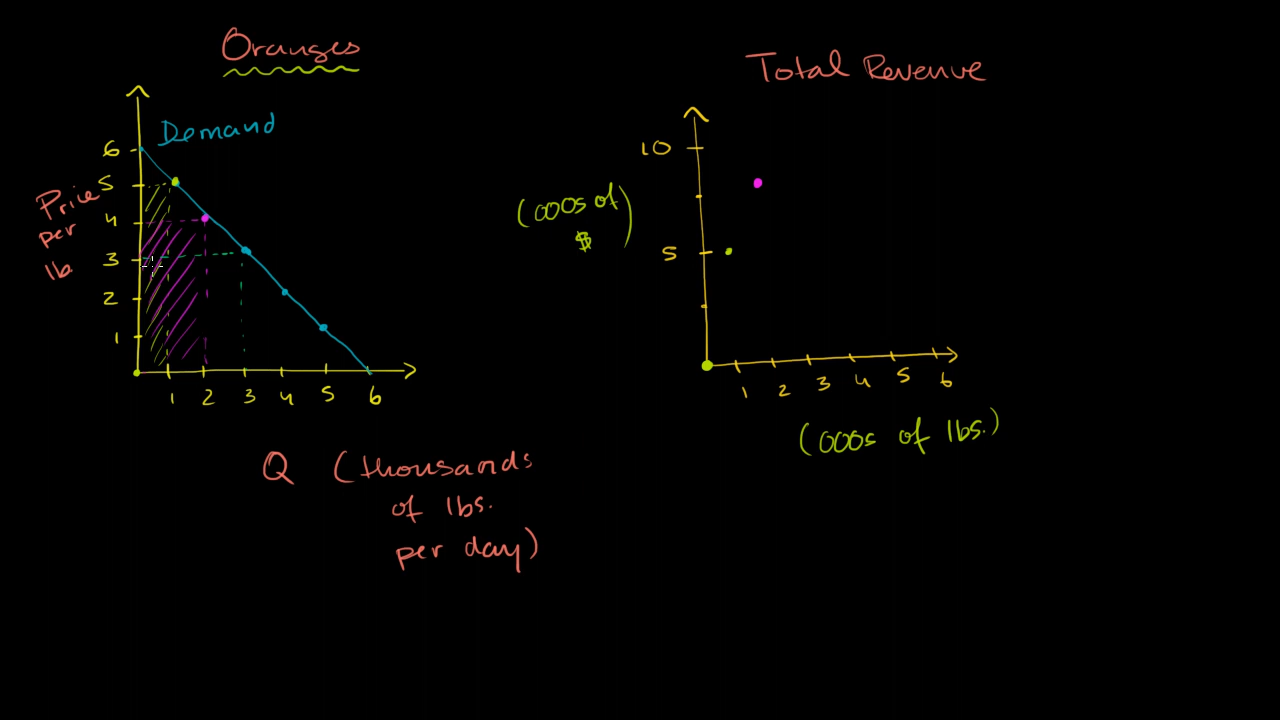 Oranges
Demand
6
5
4
3
2
1
Price
per
lb
1 2 3 4 5 6
Q (thousands
of lbs.
per day)
Total Revenue
10
5
(000s of
$)
1 2 3 4 5 6
(000s of lbs.)